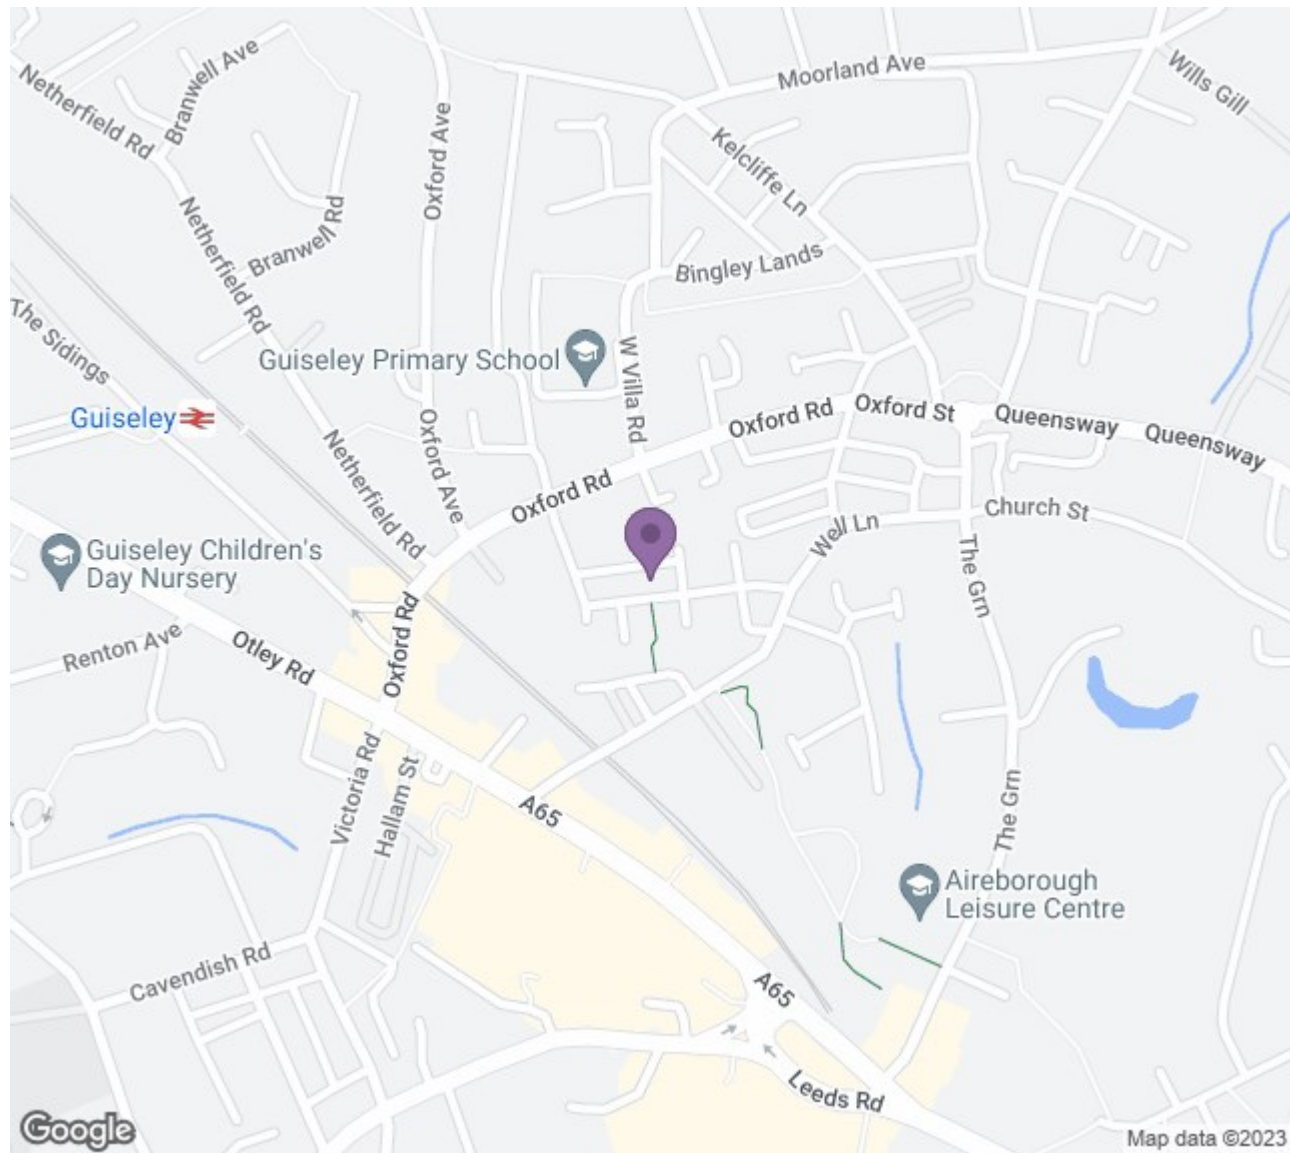 Moorland Ave
Wills Gill
Branwell Ave
Netherfield Rd
Oxford Ave
Kelcliffe Ln
Netherfield Rd
Branwell Rd
Bingley Lands
The Sidings
Guiseley Primary School
W Villa Rd
Guiseley
Oxford Rd
Oxford St
Queensway
Queensway
Oxford Ave
Netherfield Rd
Oxford Rd
Church St
Well Ln
Guiseley Children's
Day Nursery
The Grn
Renton Ave
Otley Rd
Oxford Rd
Victoria Rd
Hallam St
A65
The Grn
Aireborough
Leisure Centre
Cavendish Rd
A65
Leeds Rd
Google
Map data ©2023